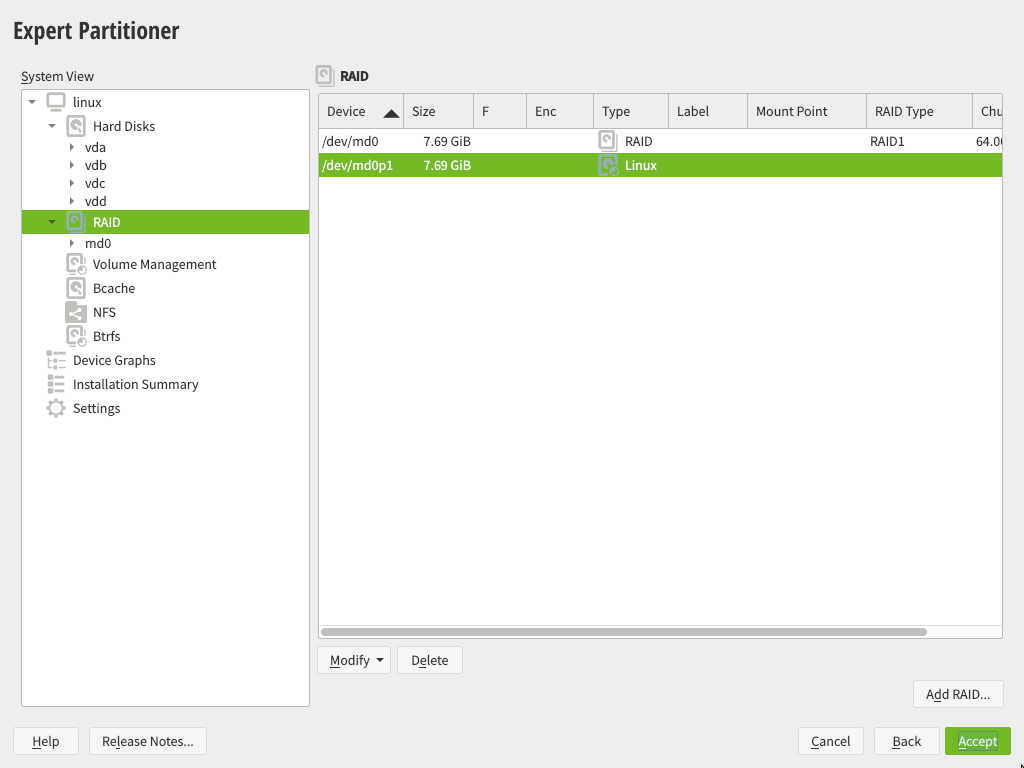 Expert Partitioner
System View
linux
Hard Disks
vda
vdb
vdc
vdd
RAID
md0
Volume Management
Bcache
NFS
Btrfs
Device Graphs
Installation Summary
Settings
RAID
Device Size F Enc Type Label Mount Point RAID Type Chu
/dev/md0 7.69 GiB RAID RAID1 64.0
/dev/md0p1 7.69 GiB Linux
Modify Delete
Add RAID...
Help Release Notes... Cancel Back Accept